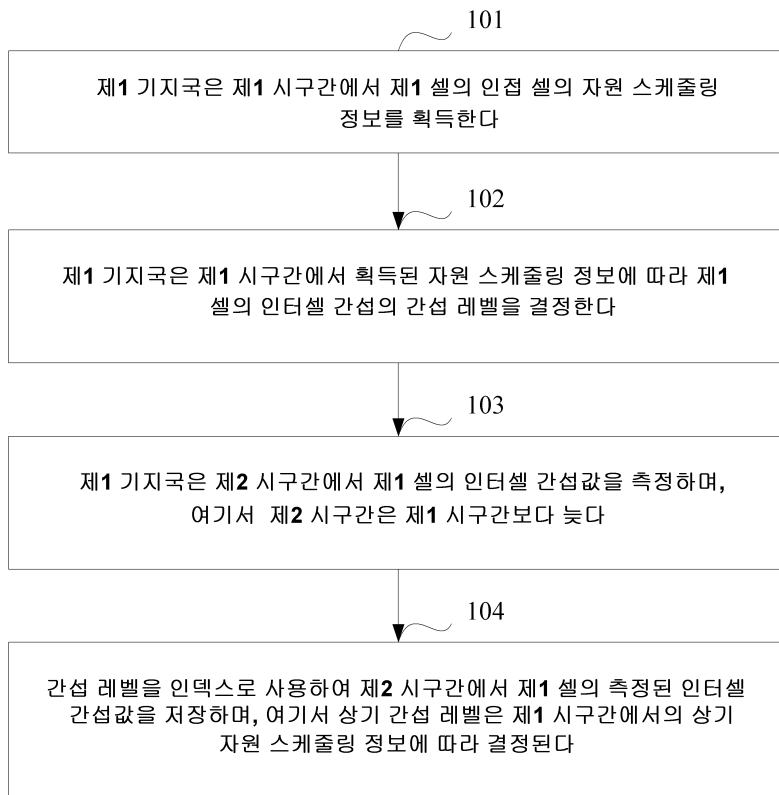 101
제1 기지국은 제1 시구간에서 제1 셀의 인접 셀의 자원 스케줄링
정보를 획득한다
102
제1 기지국은 제1 시구간에서 획득된 자원 스케줄링 정보에 따라 제1
셀의 인터셀 간섭의 간섭 레벨을 결정한다
103
제1 기지국은 제2 시구간에서 제1 셀의 인터셀 간섭값을 측정하며,
여기서 제2 시구간은 제1 시구간보다 늦다
104
간섭 레벨을 인덱스로 사용하여 제2 시구간에서 제1 셀의 측정된 인터셀
간섭값을 저장하며, 여기서 상기 간섭 레벨은 제1 시구간에서의 상기
자원 스케줄링 정보에 따라 결정된다